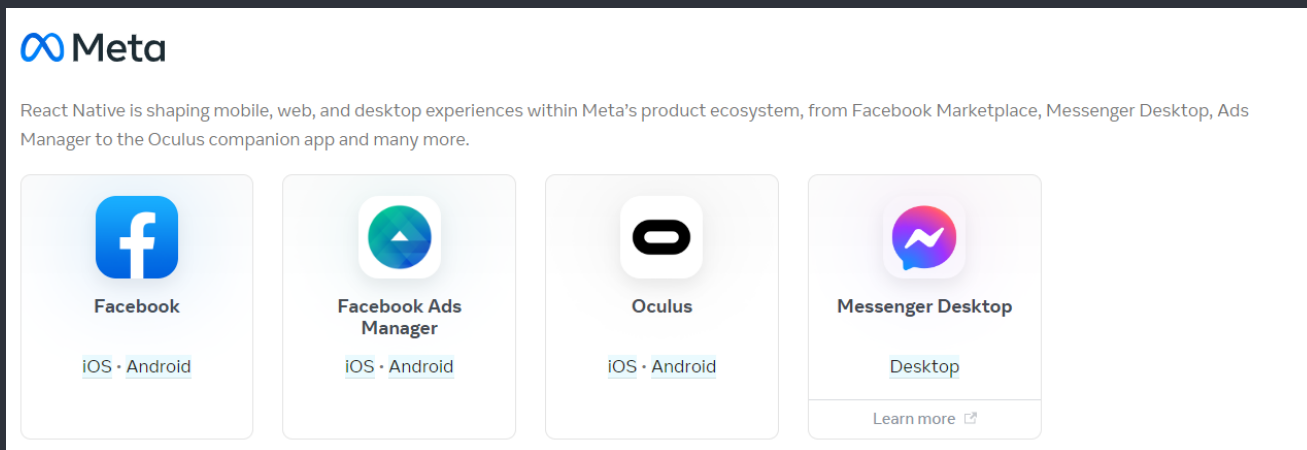 Meta
React Native is shaping mobile, web, and desktop experiences within Meta's product ecosystem, from Facebook Marketplace, Messenger Desktop, Ads
Manager to the Oculus companion app and many more.
Facebook
iOS • Android
Facebook Ads
Manager
iOS • Android
Oculus
iOS • Android
Messenger Desktop
Desktop
Learn more